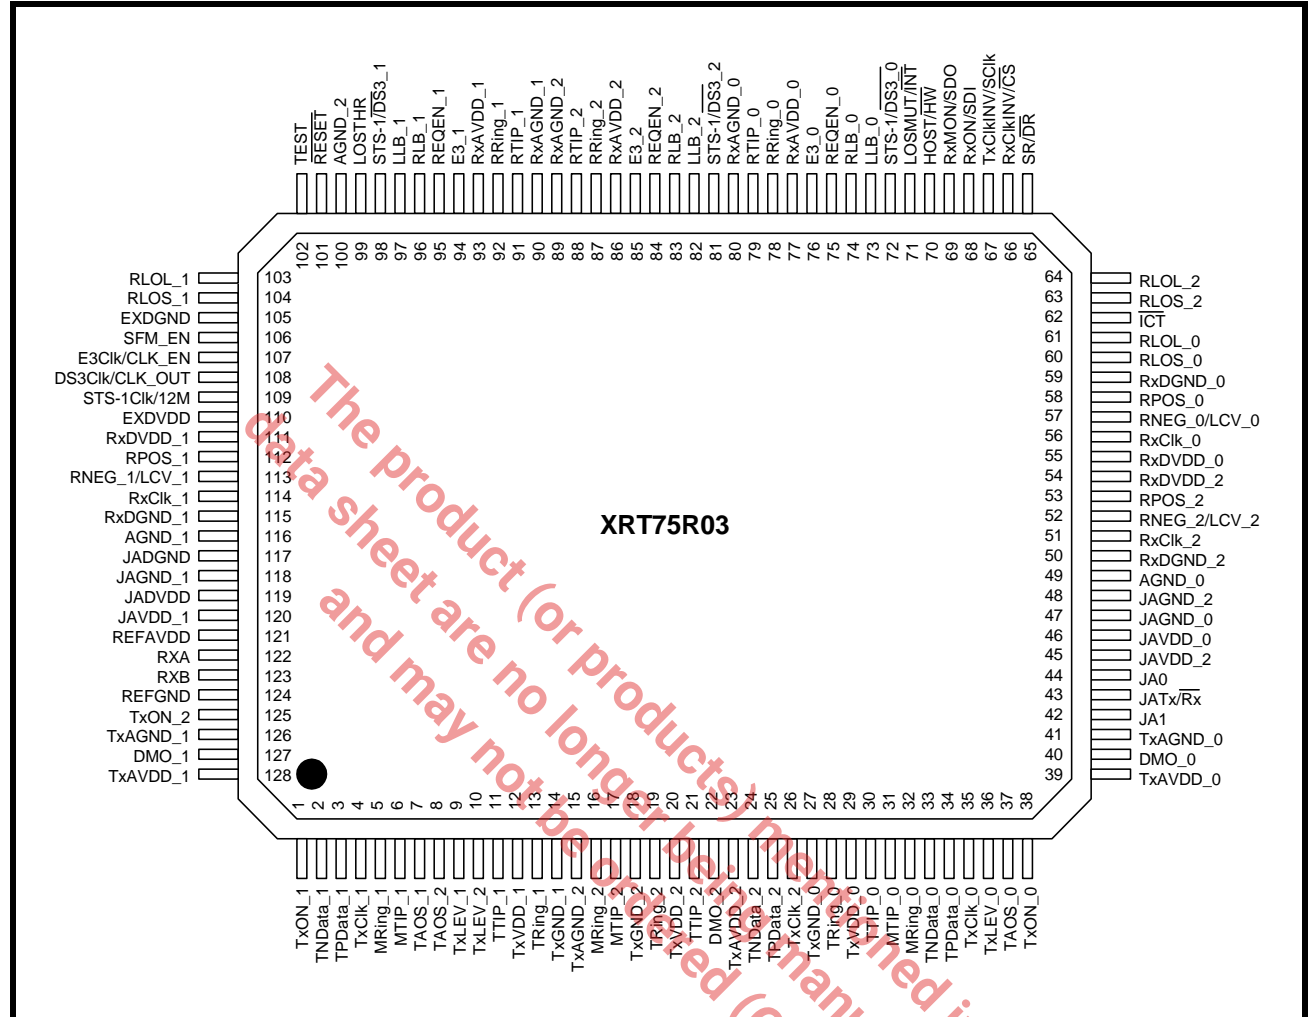 TEST
RESET
AGND_2
LOSTHR
STS-1/DS3_1
LLB_1
RLB_1
REQEN_1
E3_1
RxAVDD_1
RRing_1
RTIP_1
RxAGND_1
RxAGND_2
RTIP_2
RRing_2
RxAVDD_2
E3_2
REQEN_2
RLB_2
LLB_2
STS-1/DS3_2
RxAGND_0
RTIP_0
RRing_0
RxAVDD_0
E3_0
REQEN_0
RLB_0
LLB_0
STS-1/DS3_0
LOSMUT/INT
HOST/HW
RxMON/SDO
RxON/SDI
TxClkINV/SClk
RxClkINV/CS
SR/DR
102 101 100 99 98 97 96 95 94 93 92 91 90 89 88 87 86 85 84 83 82 81 80 79 78 77 76 75 74 73 72 71 70 69 68 67 66 65
RLOL_1 103
RLOS_1 104
EXDGND 105
SFM_EN 106
E3Clk/CLK_EN 107
DS3Clk/CLK_OUT 108
STS-1Clk/12M 109
EXDVDD 110
RxDVDD_1 111
RPOS_1 112
RNEG_1/LCV_1 113
RxClk_1 114
RxDGND_1 115
AGND_1 116
JADGND 117
JAGND_1 118
JADVDD 119
JAVDD_1 120
REFAVDD 121
RXA 122
RXB 123
REFGND 124
TxON_2 125
TxAGND_1 126
DMO_1 127
TxAVDD_1 128
XRT75R03
64 RLOL_2
63 RLOS_2
62 ICT
61 RLOL_0
60 RLOS_0
59 RxDGND_0
58 RPOS_0
57 RNEG_0/LCV_0
56 RxClk_0
55 RxDVDD_0
54 RxDVDD_2
53 RPOS_2
52 RNEG_2/LCV_2
51 RxClk_2
50 RxDGND_2
49 AGND_0
48 JAGND_2
47 JAGND_0
46 JAVDD_0
45 JAVDD_2
44 JA0
43 JATx/Rx
42 JA1
41 TxAGND_0
40 DMO_0
39 TxAVDD_0
1 2 3 4 5 6 7 8 9 10 11 12 13 14 15 16 17 18 19 20 21 22 23 24 25 26 27 28 29 30 31 32 33 34 35 36 37 38
TxON_1
TNData_1
TPData_1
TxClk_1
MRing_1
MTIP_1
TAOS_1
TAOS_2
TxLEV_1
TxLEV_2
TTIP_1
TxVDD_1
TRing_1
TxGND_1
TxAGND_2
MRing_2
MTIP_2
TxGND_2
TRing_2
TxVDD_2
TTIP_2
DMO_2
TxAVDD_2
TNData_2
TPData_2
TxClk_2
TxGND_0
TRing_0
TxVDD_0
TTIP_0
MTIP_0
MRing_0
TNData_0
TPData_0
TxClk_0
TxLEV_0
TAOS_0
TxON_0
The product (or products) mentioned
data sheet are no longer being
and may not be ordered